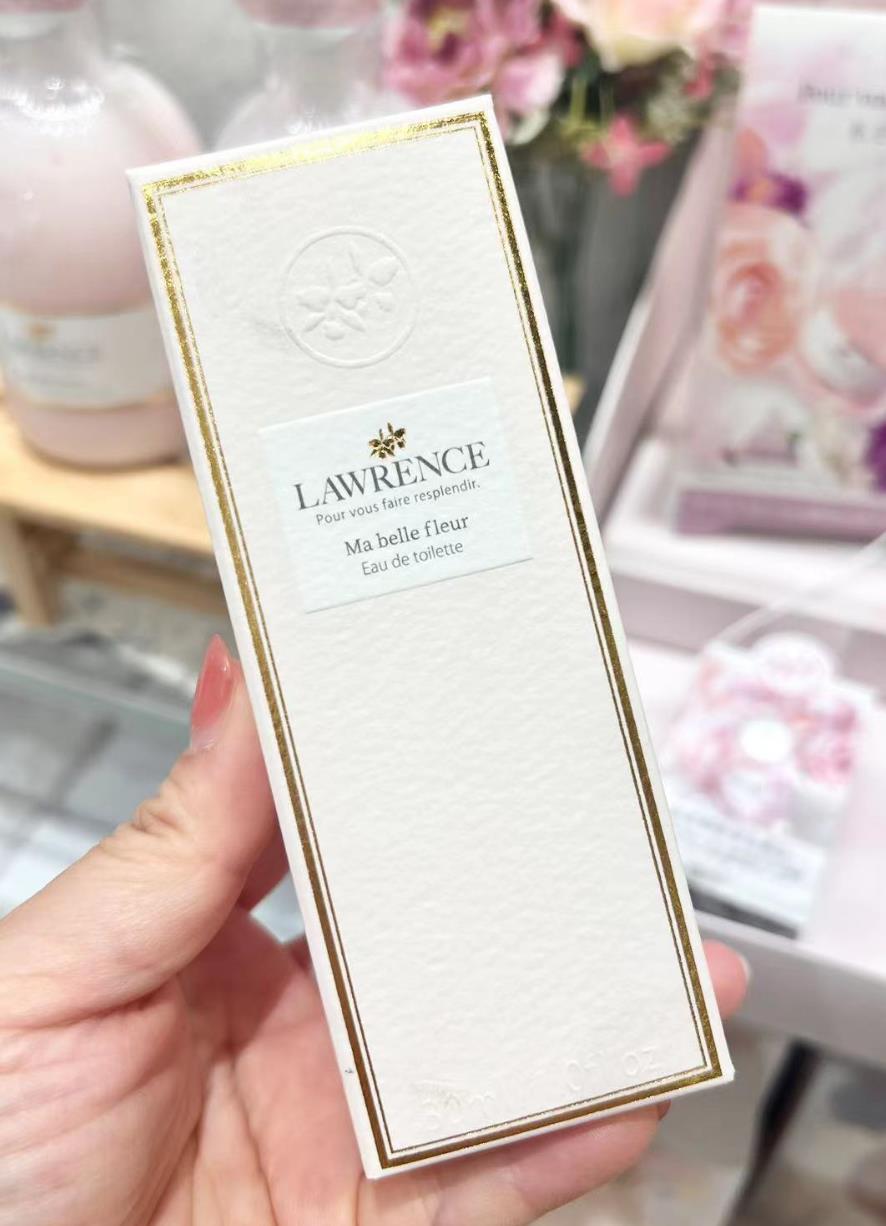 LAWRENCE
Pour vous faire resplendir.
Ma belle fleur
Eau de toilette